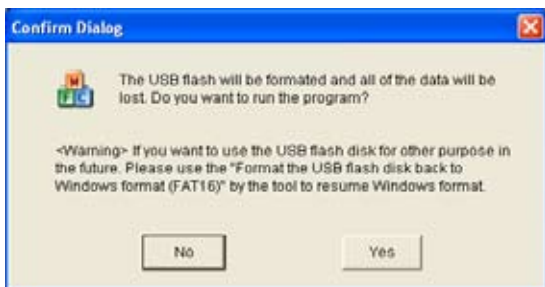 Confirm Dialog
The USB flash will be formated and all of the data will be
lost. Do you want to run the program?
<Warning> If you want to use the USB flash disk for other purpose in
the future. Please use the "Format the USB flash disk back to
Windows format (FAT16)" by the tool to resume Windows format.
No Yes